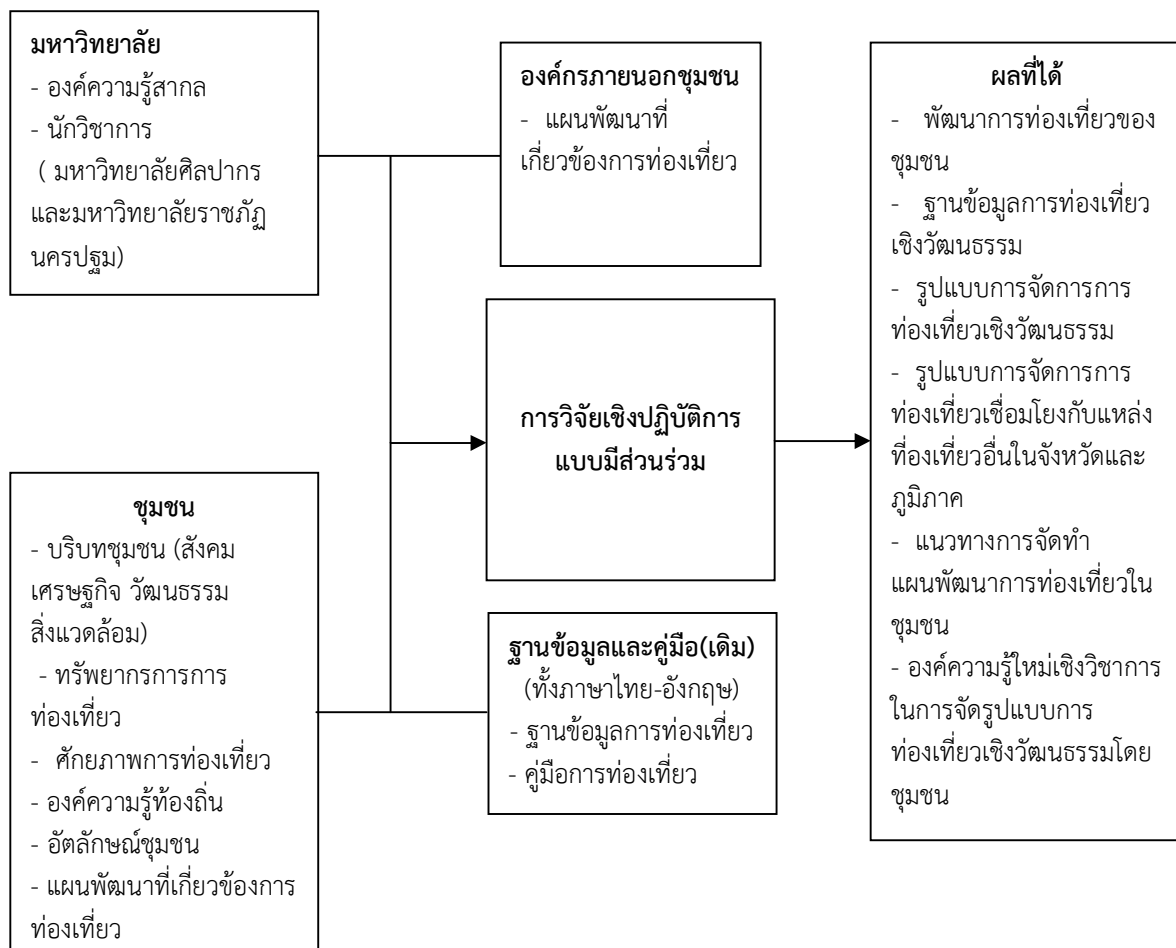 มหาวิทยาลัย
- องค์ความรู้สากล
- นักวิชาการ
( มหาวิทยาลัยศิลปากร
และมหาวิทยาลัยราชภัฏ
นครปฐม)
ชุมชน
- บริบทชุมชน (สังคม
เศรษฐกิจ วัฒนธรรม
สิ่งแวดล้อม)
- ทรัพยากรการการ
ท่องเที่ยว
- ศักยภาพการท่องเที่ยว
- องค์ความรู้ท้องถิ่น
- อัตลักษณ์ชุมชน
- แผนพัฒนาที่เกี่ยวข้องการ
ท่องเที่ยว
องค์กรภายนอกชุมชน
- แผนพัฒนาที่
เกี่ยวข้องการท่องเที่ยว
การวิจัยเชิงปฏิบัติการ
แบบมีส่วนร่วม
ฐานข้อมูลและคู่มือ(เดิม)
(ทั้งภาษาไทย-อังกฤษ)
- ฐานข้อมูลการท่องเที่ยว
- คู่มือการท่องเที่ยว
ผลที่ได้
- พัฒนาการท่องเที่ยวของ
ชุมชน
- ฐานข้อมูลการท่องเที่ยว
เชิงวัฒนธรรม
- รูปแบบการจัดการการ
ท่องเที่ยวเชิงวัฒนธรรม
- รูปแบบการจัดการการ
ท่องเที่ยวเชื่อมโยงกับแหล่ง
ที่องเที่ยวอื่นในจังหวัดและ
ภูมิภาค
- แนวทางการจัดทำ
แผนพัฒนาการท่องเที่ยวใน
ชุมชน
- องค์ความรู้ใหม่เชิงวิชาการ
ในการจัดรูปแบบการ
ท่องเที่ยวเชิงวัฒนธรรมโดย
ชุมชน